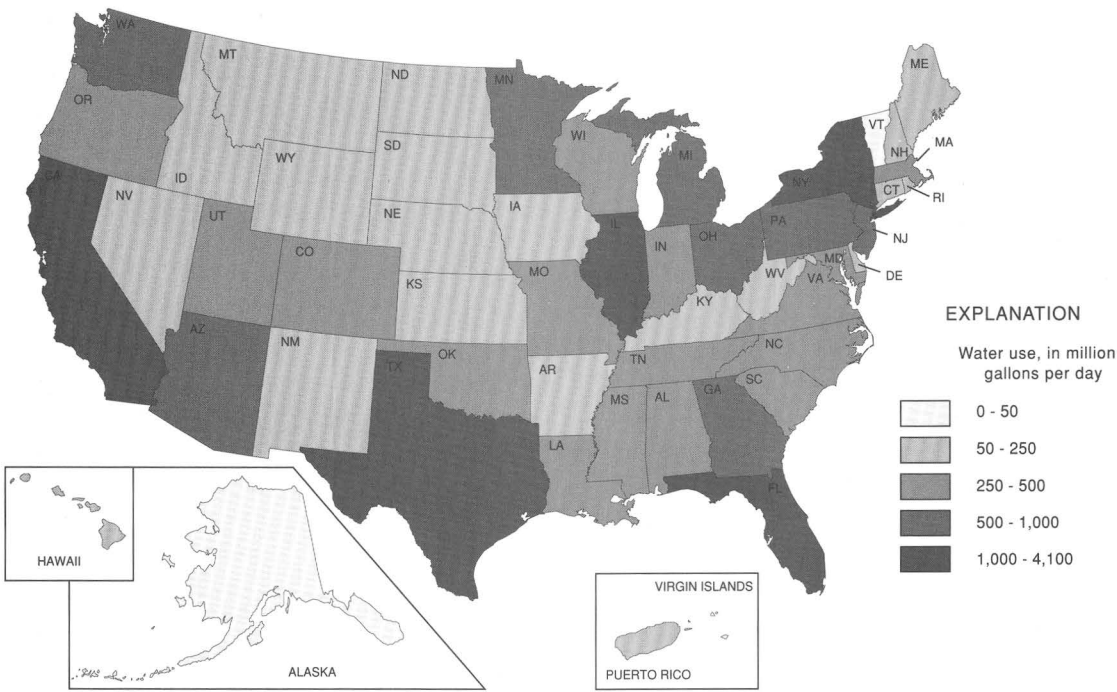 WA
MT
ND
MN
ME
OR
ID
WY
SD
WI
MI
VT
NH
MA
NY
CT
RI
CA
NV
UT
NE
IA
IL
IN
OH
PA
NJ
CO
KS
MO
WV
MD
DE
VA
KY
AZ
NM
OK
TX
AR
TN
NC
SC
MS
AL
GA
LA
FL
EXPLANATION
Water use, in million
gallons per day
0 - 50
50 - 250
250 - 500
500 - 1,000
1,000 - 4,100
HAWAII
ALASKA
VIRGIN ISLANDS
PUERTO RICO